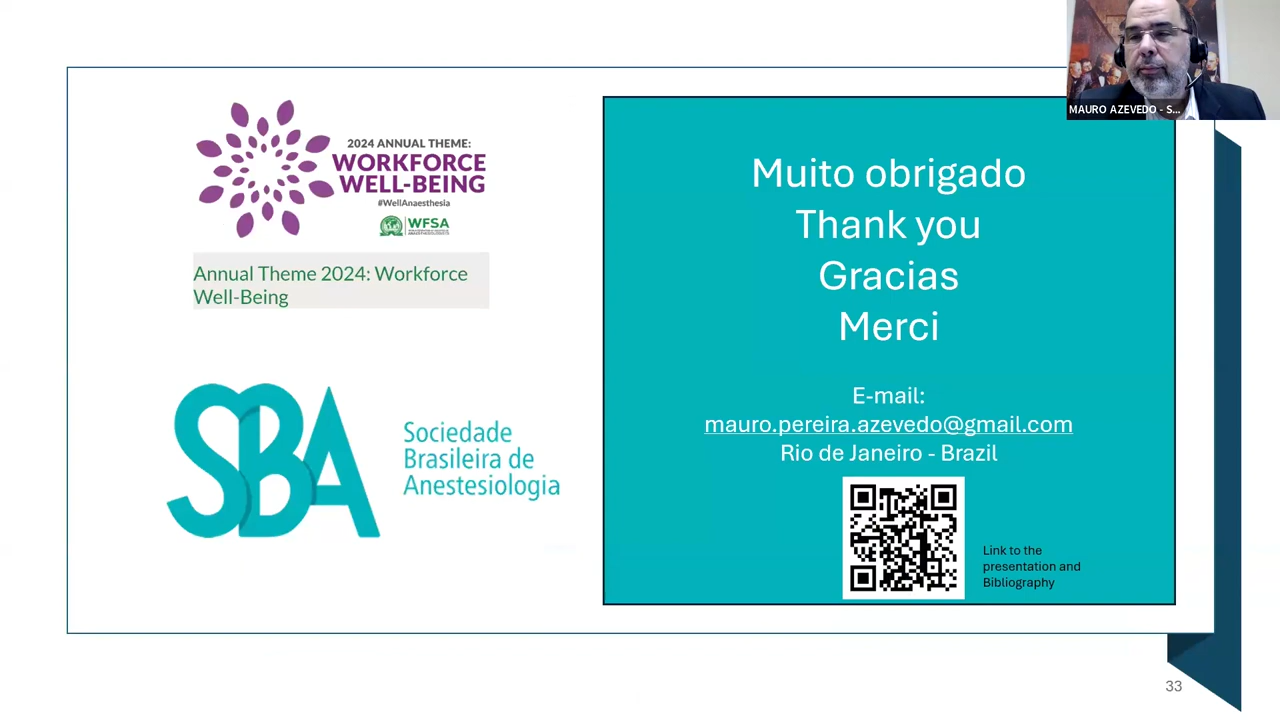 MAURO AZEVEDO - S...
2024 ANNUAL THEME:
WORKFORCE
WELL-BEING
#WellAnaesthesia
WFSA
Annual Theme 2024: Workforce
Well-Being
SBA
Sociedade
Brasileira de
Anestesiologia
Muito obrigado
Thank you
Gracias
Merci
E-mail:
mauro.pereira.azevedo@gmail.com
Rio de Janeiro - Brazil
Link to the
presentation and
Bibliography
33